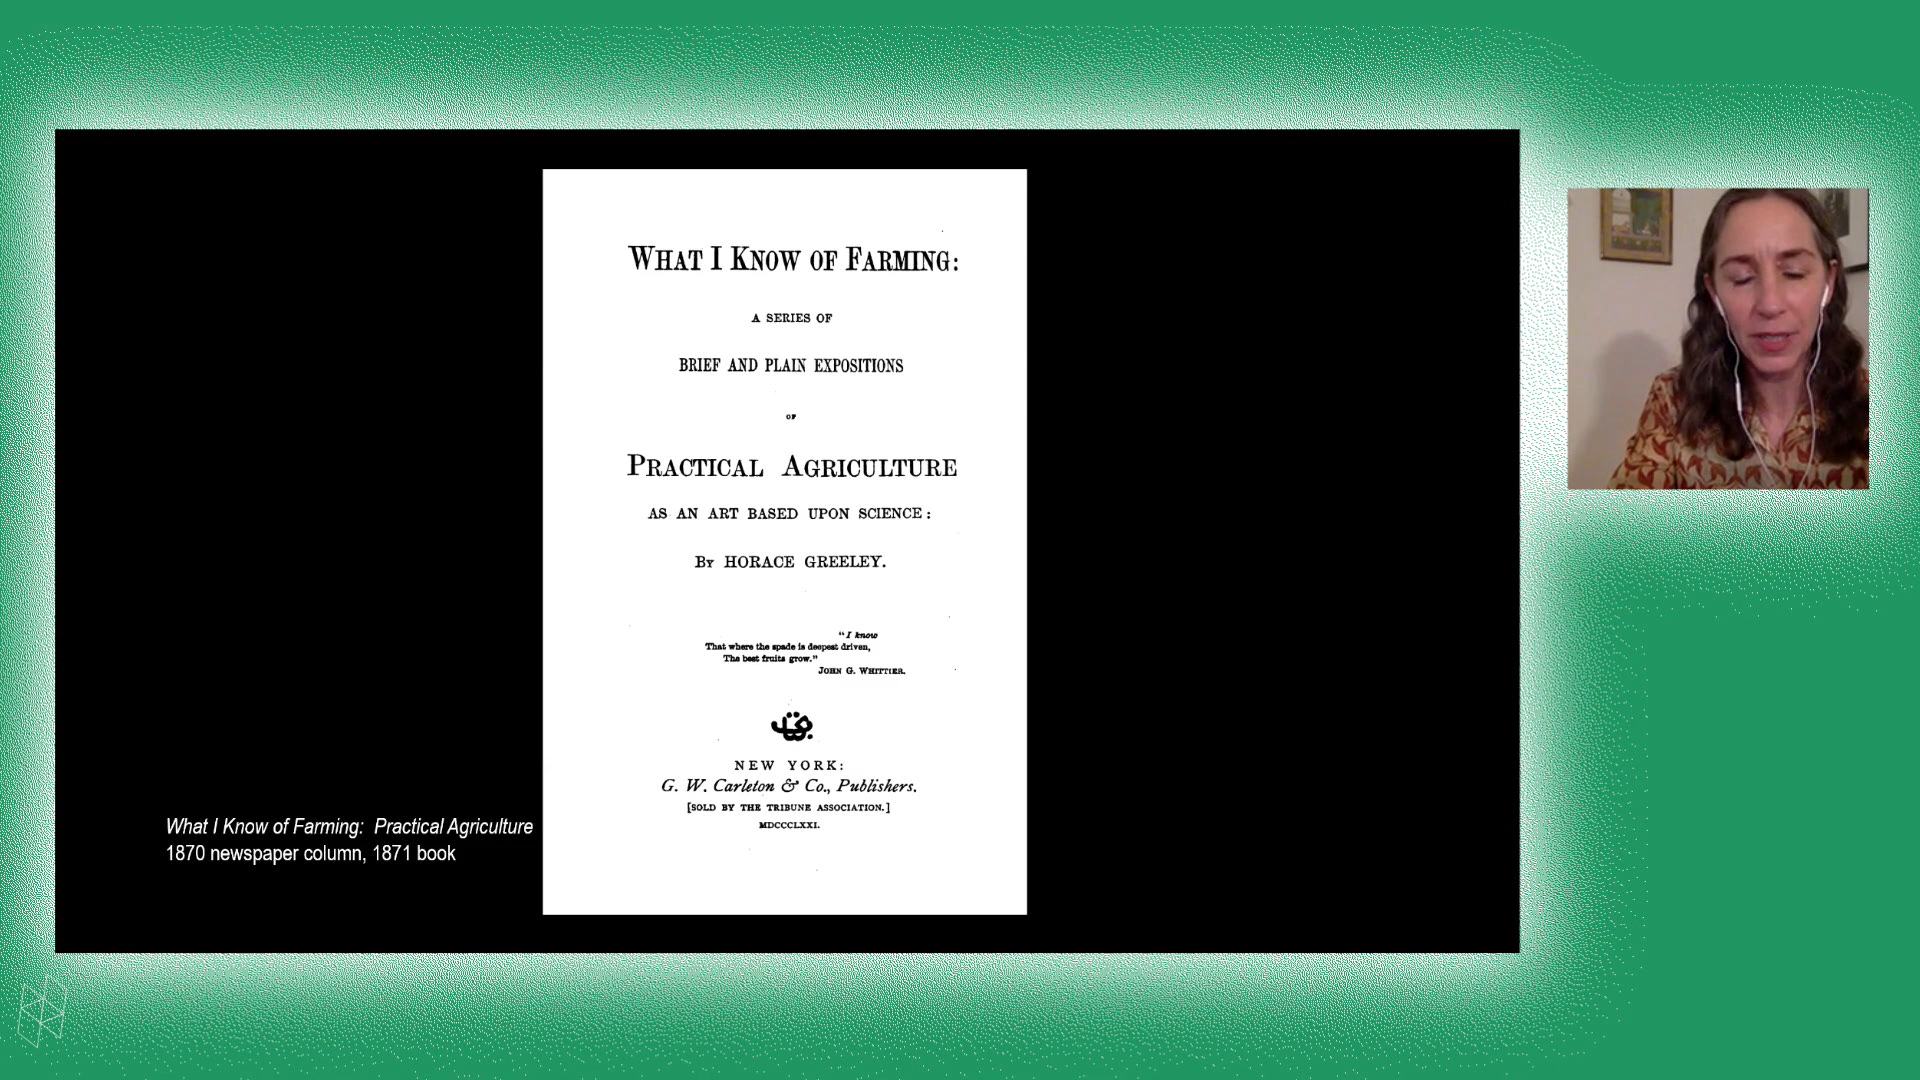 WHAT I KNOW OF FARMING:
A SERIES OF
BRIEF AND PLAIN EXPOSITIONS
OF
PRACTICAL AGRICULTURE
AS AN ART BASED UPON SCIENCE:
BY HORACE GREELEY.
"I know
That where the spade is deepest driven,
The best fruits grow."
JOHN G. WHITTIER.
NEW YORK:
G. W. Carleton & Co., Publishers.
[SOLD BY THE TRIBUNE ASSOCIATION.]
MDCCCLXXI.
What I Know of Farming: Practical Agriculture
1870 newspaper column, 1871 book